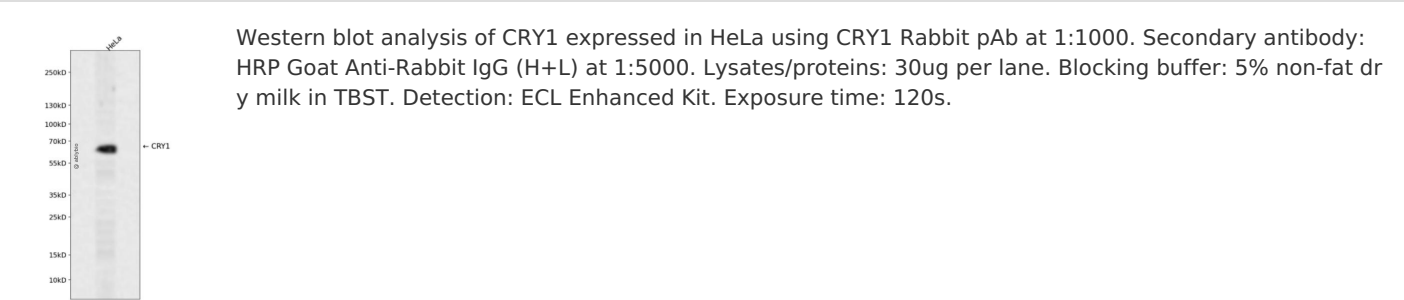 HeLa
250kD
130kD
100kD
70kD
← CRY1
55kD
35kD
25kD
15kD
10kD
Western blot analysis of CRY1 expressed in HeLa using CRY1 Rabbit pAb at 1:1000. Secondary antibody:
HRP Goat Anti-Rabbit IgG (H+L) at 1:5000. Lysates/proteins: 30ug per lane. Blocking buffer: 5% non-fat dr
y milk in TBST. Detection: ECL Enhanced Kit. Exposure time: 120s.